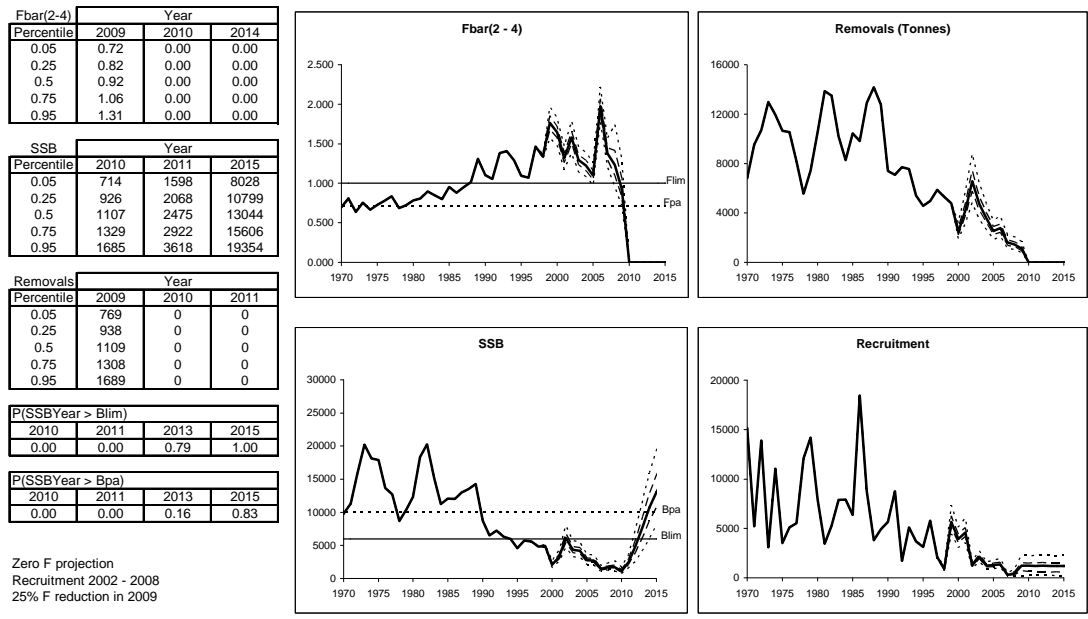 Fbar(2-4) Year
Percentile 2009 2010 2014
0.05 0.72 0.00 0.00
0.25 0.82 0.00 0.00
0.5 0.92 0.00 0.00
0.75 1.06 0.00 0.00
0.95 1.31 0.00 0.00
SSB Year
Percentile 2010 2011 2015
0.05 714 1598 8028
0.25 926 2068 10799
0.5 1107 2475 13044
0.75 1329 2922 15606
0.95 1685 3618 19354
Removals Year
Percentile 2009 2010 2011
0.05 769 0 0
0.25 938 0 0
0.5 1109 0 0
0.75 1308 0 0
0.95 1689 0 0
P(SSBYear > Blim)
2010 2011 2013 2015
0.00 0.00 0.79 1.00
P(SSBYear > Bpa)
2010 2011 2013 2015
0.00 0.00 0.16 0.83
Zero F projection
Recruitment 2002 - 2008
25% F reduction in 2009
Fbar(2 - 4)
2.500
2.000
1.500
1.000
0.500
0.000
Flim
Fpa
1970 1975 1980 1985 1990 1995 2000 2005 2010 2015
Removals (Tonnes)
16000
12000
8000
4000
0
1970 1975 1980 1985 1990 1995 2000 2005 2010 2015
SSB
30000
25000
20000
15000
10000
5000
0
Bpa
Blim
1970 1975 1980 1985 1990 1995 2000 2005 2010 2015
Recruitment
20000
15000
10000
5000
0
1970 1975 1980 1985 1990 1995 2000 2005 2010 2015